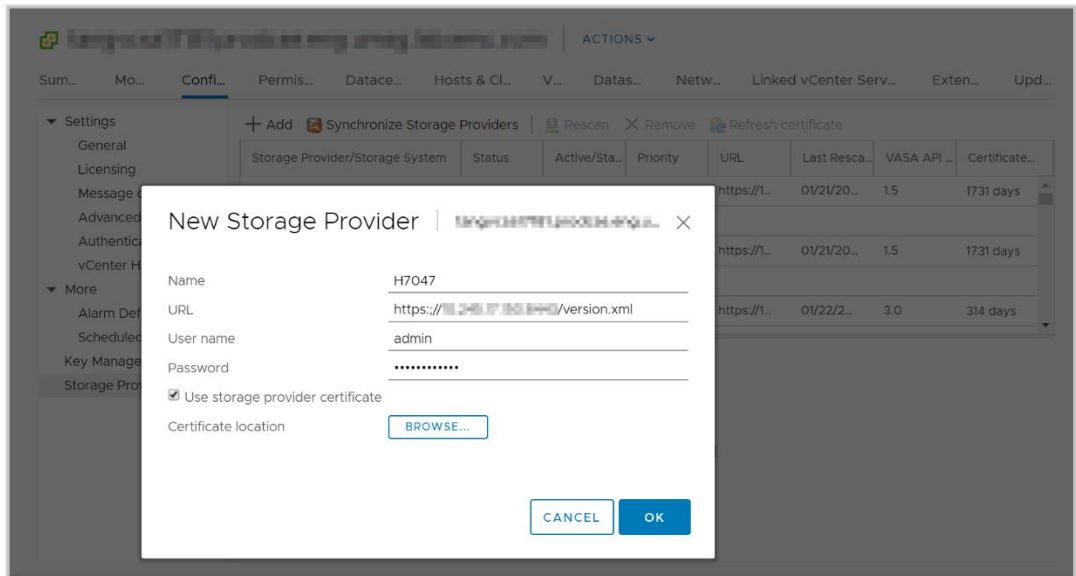 ACTIONS
Sum... Mo... Confi... Permis... Datace... Hosts & Cl... V... Datas... Netw... Linked vCenter Serv... Exten... Upd...
Settings
General
Licensing
Message
Advanced
Authentic
vCenter H
More
Alarm Def
Scheduled
Key Manage
Storage Pro
Add Synchronize Storage Providers Rescan Remove Refresh certificate
Storage Provider/Storage System Status Active/Sta... Priority URL Last Resca... VASA API ... Certificate...
https://1... 01/21/20... 1.5 1731 days
https://1... 01/21/20... 1.5 1731 days
https://1... 01/22/2... 3.0 314 days
New Storage Provider
Name H7047
URL https:// /version.xml
User name admin
Password ••••••••••••
Use storage provider certificate
Certificate location BROWSE...
CANCEL OK